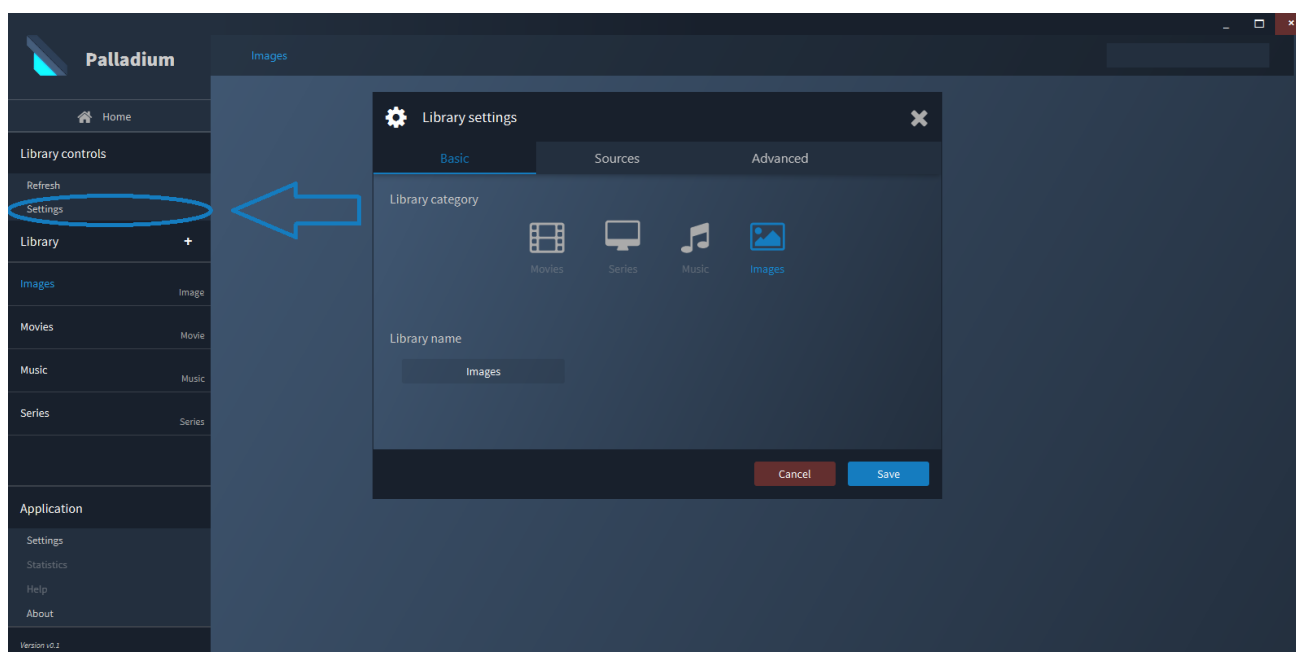 Palladium
Images
Home
Library controls
Refresh
Settings
Library +
Images
Image
Movies
Movie
Music
Music
Series
Series
Application
Settings
Statistics
Help
About
Version v0.1
Library settings
Basic Sources Advanced
Library category
Movies Series Music Images
Library name
Images
Cancel Save